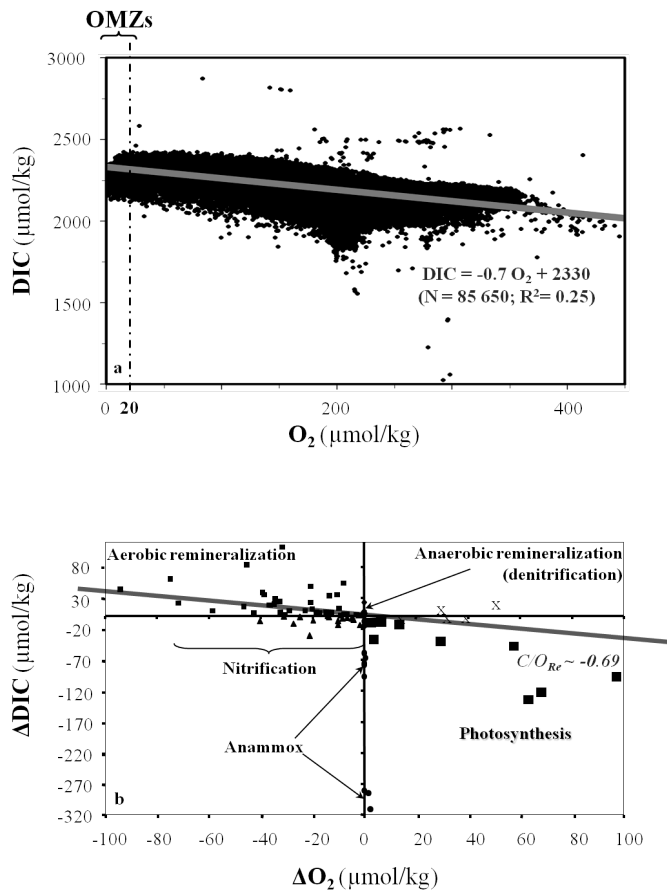 OMZs
3000
2500
2000
1500
1000
DIC (µmol/kg)
DIC = -0.7 O₂ + 2330
(N = 85 650; R²= 0.25)
a
0 20 200 400
O₂ (µmol/kg)
Aerobic remineralization
Anaerobic remineralization
(denitrification)
80
30
-20
-70
-120
-170
-220
-270
-320
ΔDIC (µmol/kg)
X X
X X
Nitrification
C/O_Re ~ -0.69
Photosynthesis
Anammox
b
-100 -80 -60 -40 -20 0 20 40 60 80 100
ΔO₂ (µmol/kg)